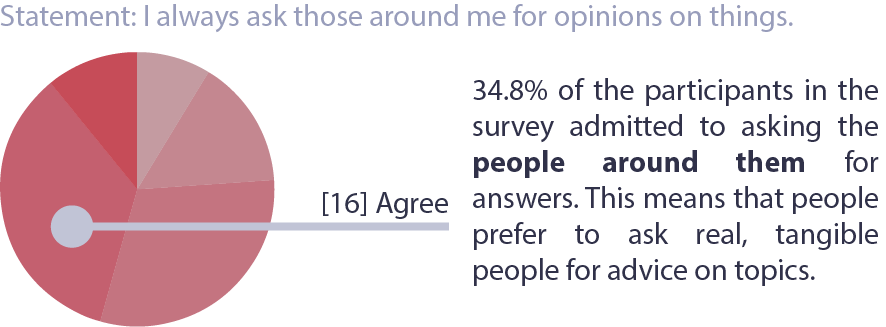 Statement: I always ask those around me for opinions on things.
[16] Agree
34.8% of the participants in the
survey admitted to asking the
people around them for
answers. This means that people
prefer to ask real, tangible
people for advice on topics.